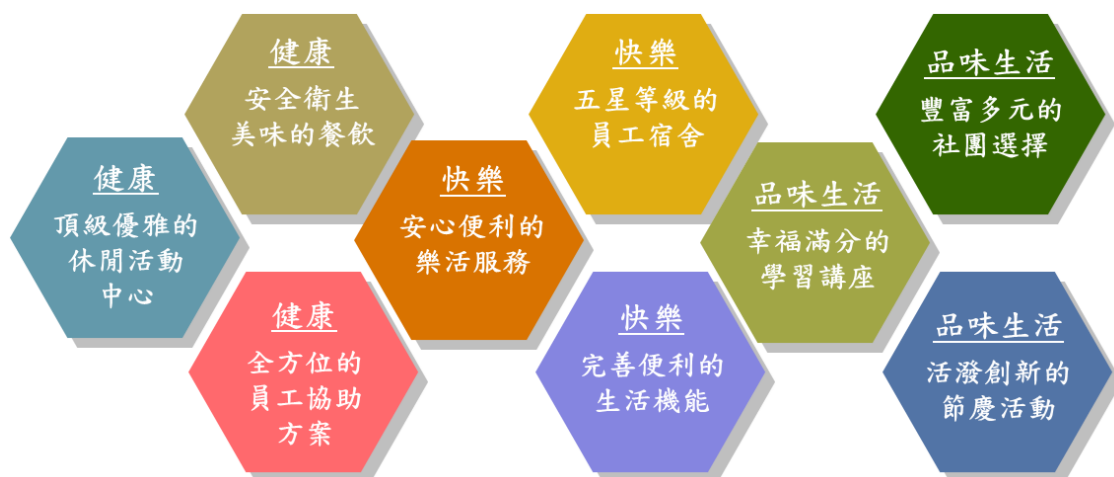 健康
頂級優雅的
休閒活動
中心
健康
安全衛生
美味的餐飲
健康
全方位的
員工協助
方案
快樂
安心便利的
樂活服務
快樂
五星等級的
員工宿舍
快樂
完善便利的
生活機能
品味生活
幸福滿分的
學習講座
品味生活
豐富多元的
社團選擇
品味生活
活潑創新的
節慶活動